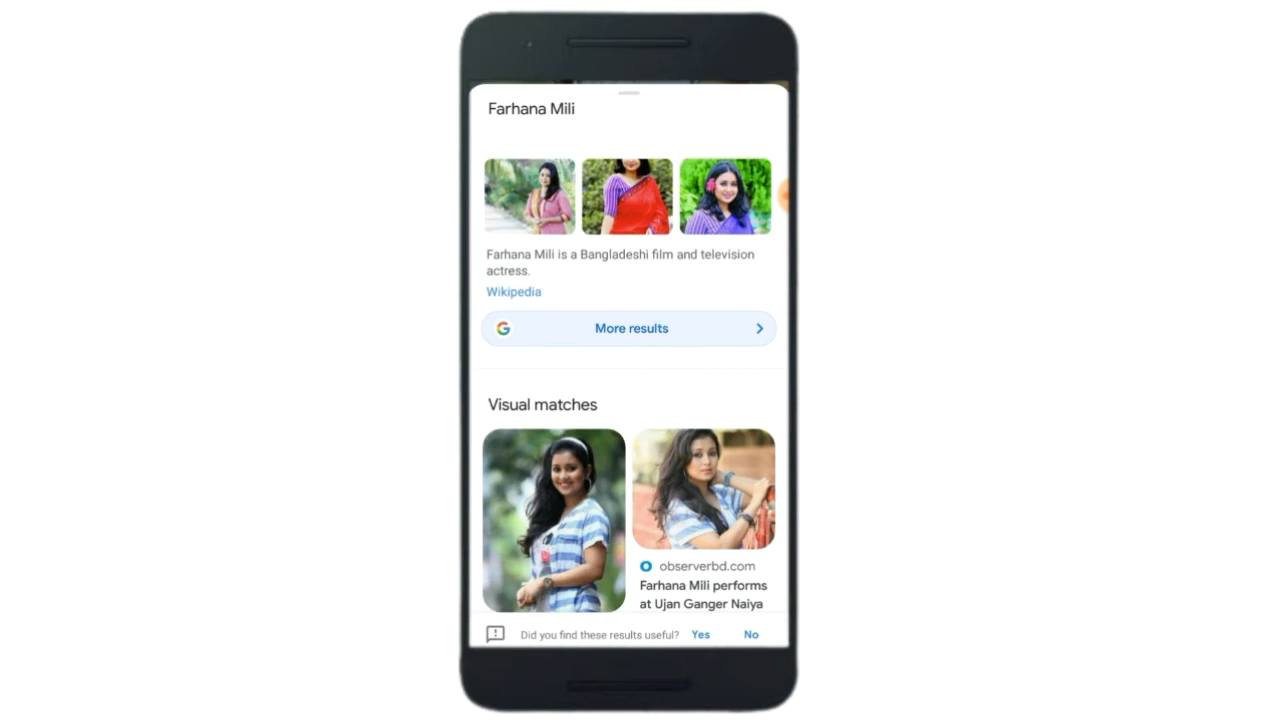 Farhana Mili
Farhana Mili is a Bangladeshi film and television
actress.
Wikipedia
More results
Visual matches
observerbd.com
Farhana Mili performs
at Ujan Ganger Naiya
Did you find these results useful? Yes No